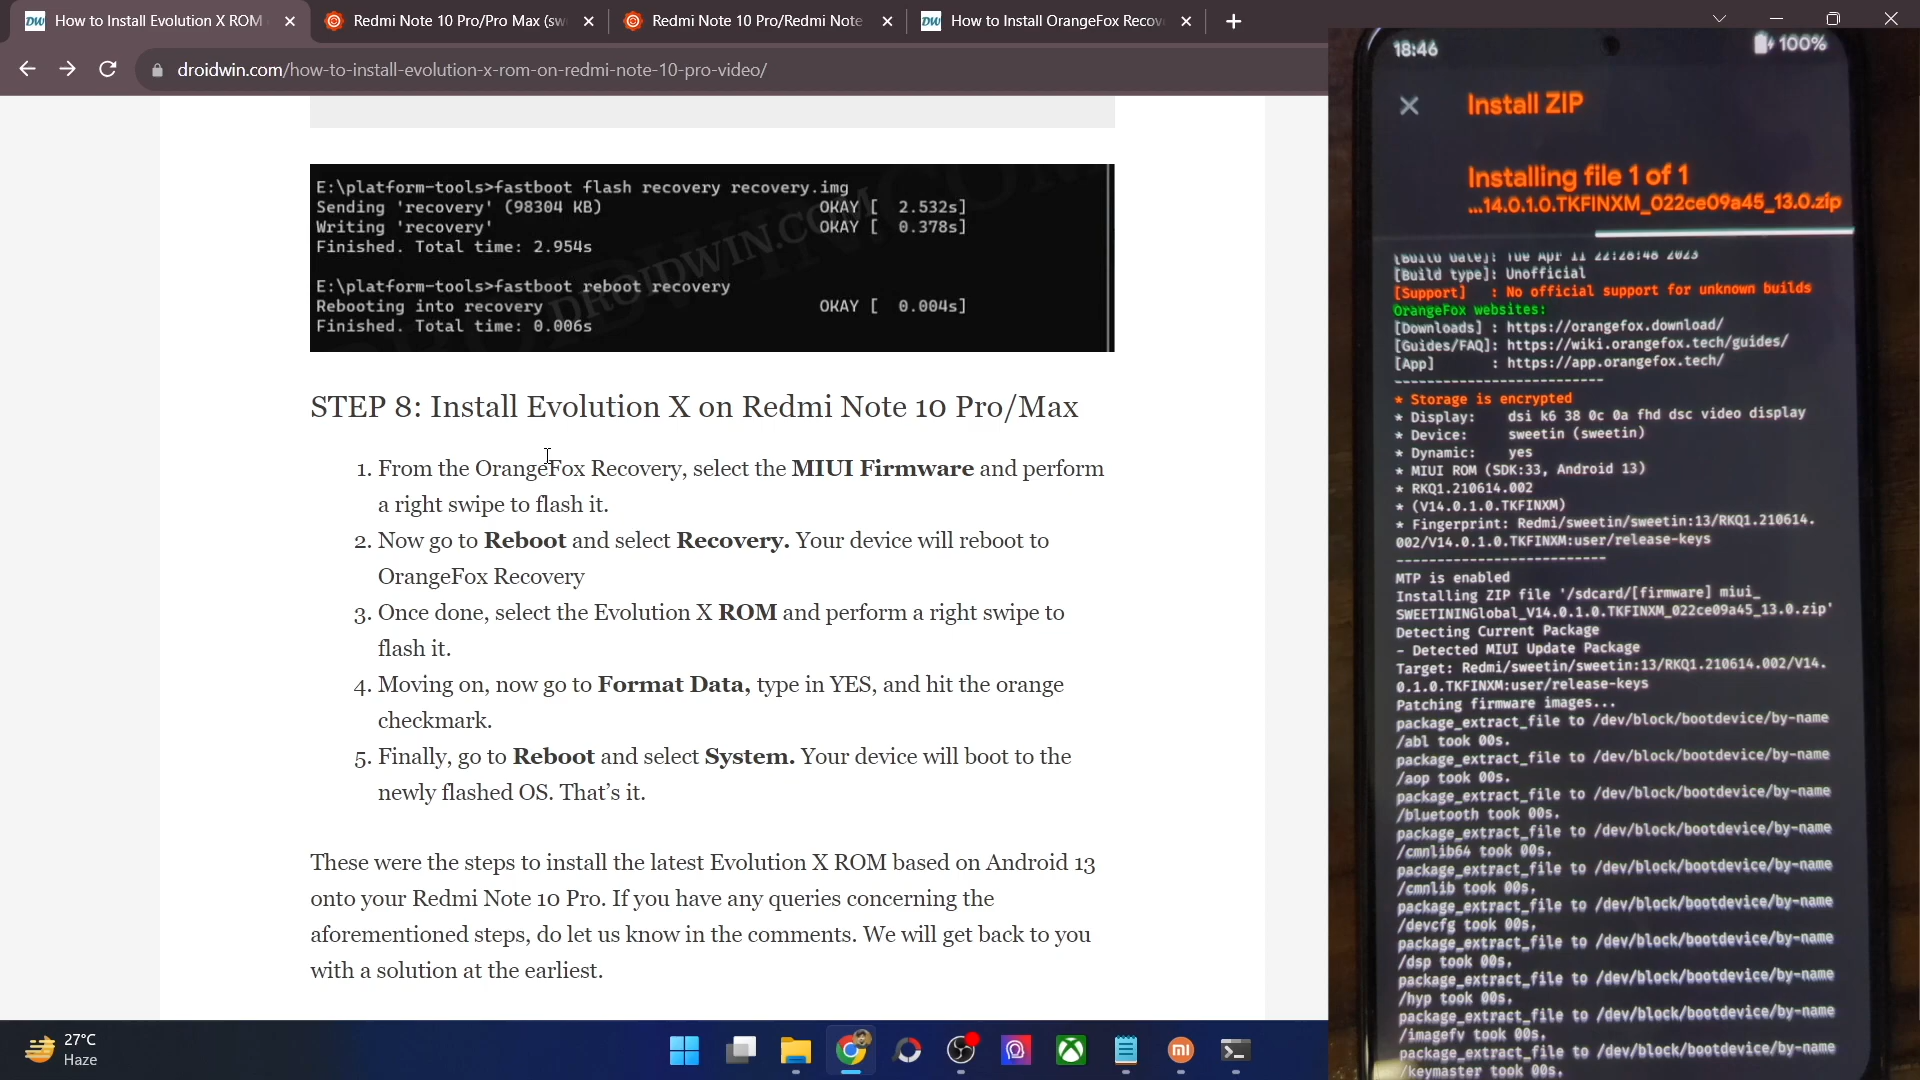 How to Install Evolution X ROM
Redmi Note 10 Pro/Pro Max (sw
Redmi Note 10 Pro/Redmi Note
How to Install OrangeFox Recov
droidwin.com/how-to-install-evolution-x-rom-on-redmi-note-10-pro-video/
E:\platform-tools>fastboot flash recovery recovery.img
Sending 'recovery' (98304 KB) OKAY [ 2.532s]
Writing 'recovery' OKAY [ 0.378s]
Finished. Total time: 2.954s
E:\platform-tools>fastboot reboot recovery
Rebooting into recovery OKAY [ 0.004s]
Finished. Total time: 0.006s
DROIDWIN.COM
STEP 8: Install Evolution X on Redmi Note 10 Pro/Max
1. From the OrangeFox Recovery, select the MIUI Firmware and perform
a right swipe to flash it.
2. Now go to Reboot and select Recovery. Your device will reboot to
OrangeFox Recovery
3. Once done, select the Evolution X ROM and perform a right swipe to
flash it.
4. Moving on, now go to Format Data, type in YES, and hit the orange
checkmark.
5. Finally, go to Reboot and select System. Your device will boot to the
newly flashed OS. That’s it.
These were the steps to install the latest Evolution X ROM based on Android 13
onto your Redmi Note 10 Pro. If you have any queries concerning the
aforementioned steps, do let us know in the comments. We will get back to you
with a solution at the earliest.
27°C
Haze
18:46
100%
Install ZIP
Installing file 1 of 1
...14.0.1.0.TKFINXM_022ce09a45_13.0.zip
[Build date]: Tue Apr 11 22:28:48 2023
[Build type]: Unofficial
[Support] : No official support for unknown builds
OrangeFox websites:
[Downloads] : https://orangefox.download/
[Guides/FAQ]: https://wiki.orangefox.tech/guides/
[App] : https://app.orangefox.tech/
--------------------------
* Storage is encrypted
* Display: dsi k6 38 0c 0a fhd dsc video display
* Device: sweetin (sweetin)
* Dynamic: yes
* MIUI ROM (SDK:33, Android 13)
* RKQ1.210614.002
* (V14.0.1.0.TKFINXM)
* Fingerprint: Redmi/sweetin/sweetin:13/RKQ1.210614.
002/V14.0.1.0.TKFINXM:user/release-keys
--------------------------
MTP is enabled
Installing ZIP file '/sdcard/[firmware] miui_
SWEETININGlobal_V14.0.1.0.TKFINXM_022ce09a45_13.0.zip'
Detecting Current Package
- Detected MIUI Update Package
Target: Redmi/sweetin/sweetin:13/RKQ1.210614.002/V14.
0.1.0.TKFINXM:user/release-keys
Patching firmware images...
package_extract_file to /dev/block/bootdevice/by-name
/abl took 00s.
package_extract_file to /dev/block/bootdevice/by-name
/aop took 00s.
package_extract_file to /dev/block/bootdevice/by-name
/bluetooth took 00s.
package_extract_file to /dev/block/bootdevice/by-name
/cmnlib64 took 00s.
package_extract_file to /dev/block/bootdevice/by-name
/cmnlib took 00s.
package_extract_file to /dev/block/bootdevice/by-name
/devcfg took 00s.
package_extract_file to /dev/block/bootdevice/by-name
/dsp took 00s.
package_extract_file to /dev/block/bootdevice/by-name
/hyp took 00s.
package_extract_file to /dev/block/bootdevice/by-name
/imagefv took 00s.
package_extract_file to /dev/block/bootdevice/by-name
/keymaster took 00s.